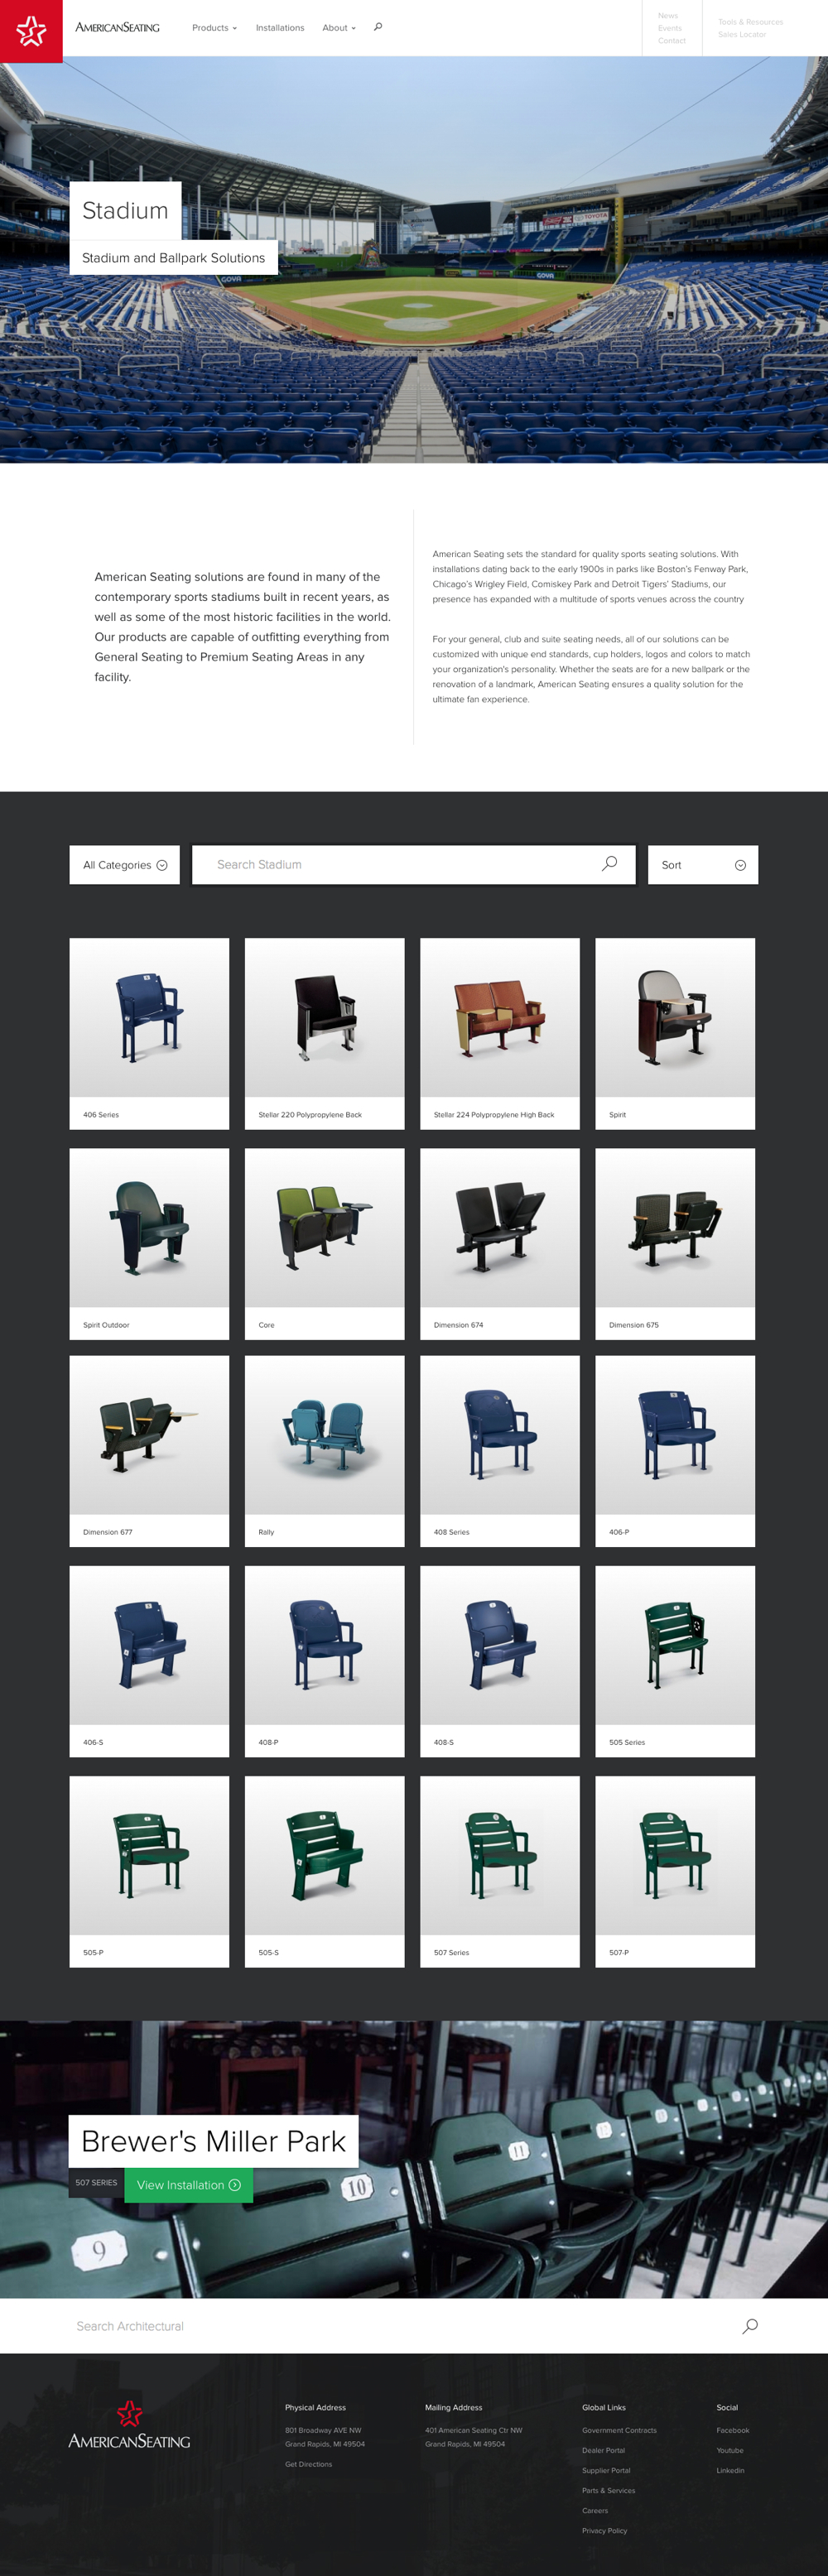 AMERICANSEATING
Products
Installations
About
News
Events
Contact
Tools & Resources
Sales Locator
TOYOTA
Stadium
Stadium and Ballpark Solutions
GOYA
GOYA
American Seating solutions are found in many of the
contemporary sports stadiums built in recent years, as
well as some of the most historic facilities in the world.
Our products are capable of outfitting everything from
General Seating to Premium Seating Areas in any
facility.
American Seating sets the standard for quality sports seating solutions. With
installations dating back to the early 1900s in parks like Boston's Fenway Park,
Chicago's Wrigley Field, Comiskey Park and Detroit Tigers' Stadiums, our
presence has expanded with a multitude of sports venues across the country
For your general, club and suite seating needs, all of our solutions can be
customized with unique end standards, cup holders, logos and colors to match
your organization's personality. Whether the seats are for a new ballpark or the
renovation of a landmark, American Seating ensures a quality solution for the
ultimate fan experience.
All Categories
Search Stadium
Sort
406 Series
Stellar 220 Polypropylene Back
Stellar 224 Polypropylene High Back
Spirit
Spirit Outdoor
Core
Dimension 674
Dimension 675
Dimension 677
Rally
408 Series
406-P
406-S
408-P
408-S
505 Series
505-P
505-S
507 Series
507-P
Brewer's Miller Park
507 SERIES
View Installation
9
10
11
12
Search Architectural
AMERICANSEATING
Physical Address
801 Broadway AVE NW
Grand Rapids, MI 49504
Get Directions
Mailing Address
401 American Seating Ctr NW
Grand Rapids, MI 49504
Global Links
Government Contracts
Dealer Portal
Supplier Portal
Parts & Services
Careers
Privacy Policy
Social
Facebook
Youtube
Linkedin